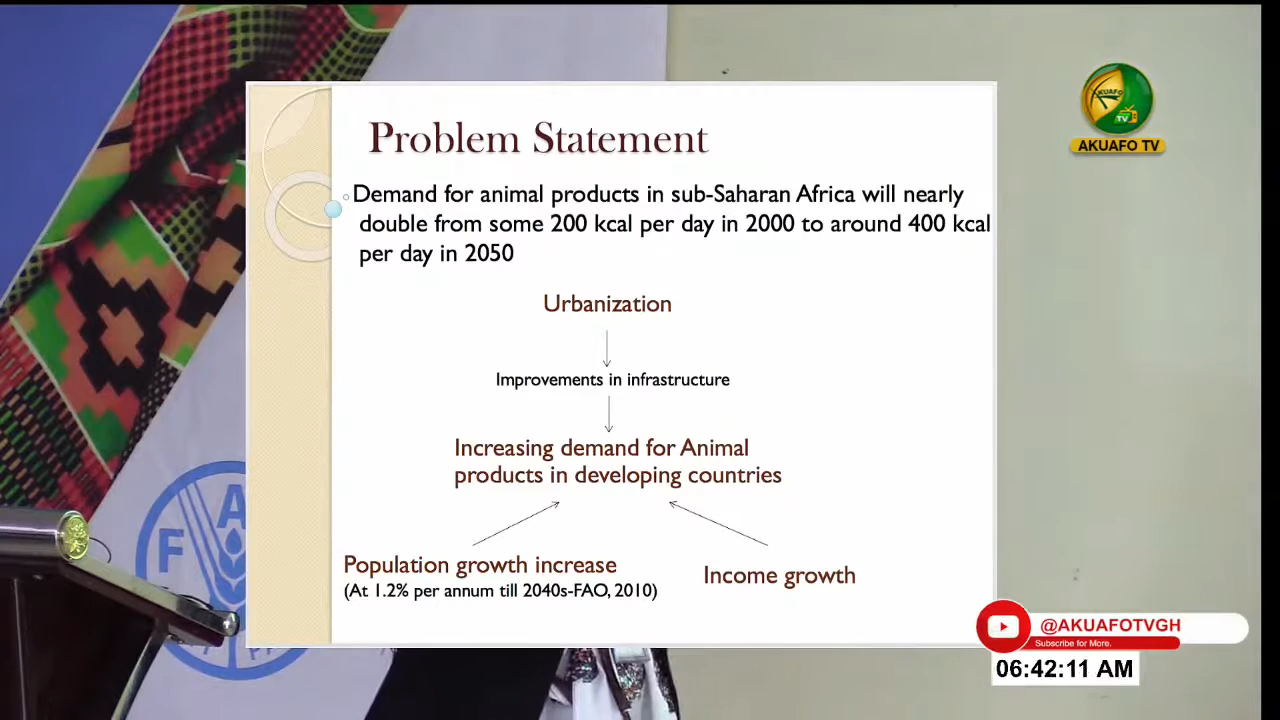 Problem Statement
Demand for animal products in sub-Saharan Africa will nearly
double from some 200 kcal per day in 2000 to around 400 kcal
per day in 2050
Urbanization
Improvements in infrastructure
Increasing demand for Animal
products in developing countries
Population growth increase
(At 1.2% per annum till 2040s-FAO, 2010)
Income growth
AKUAFO
TV
AKUAFO TV
F A
@AKUAFOTVGH
Subscribe for More.
06:42:11 AM